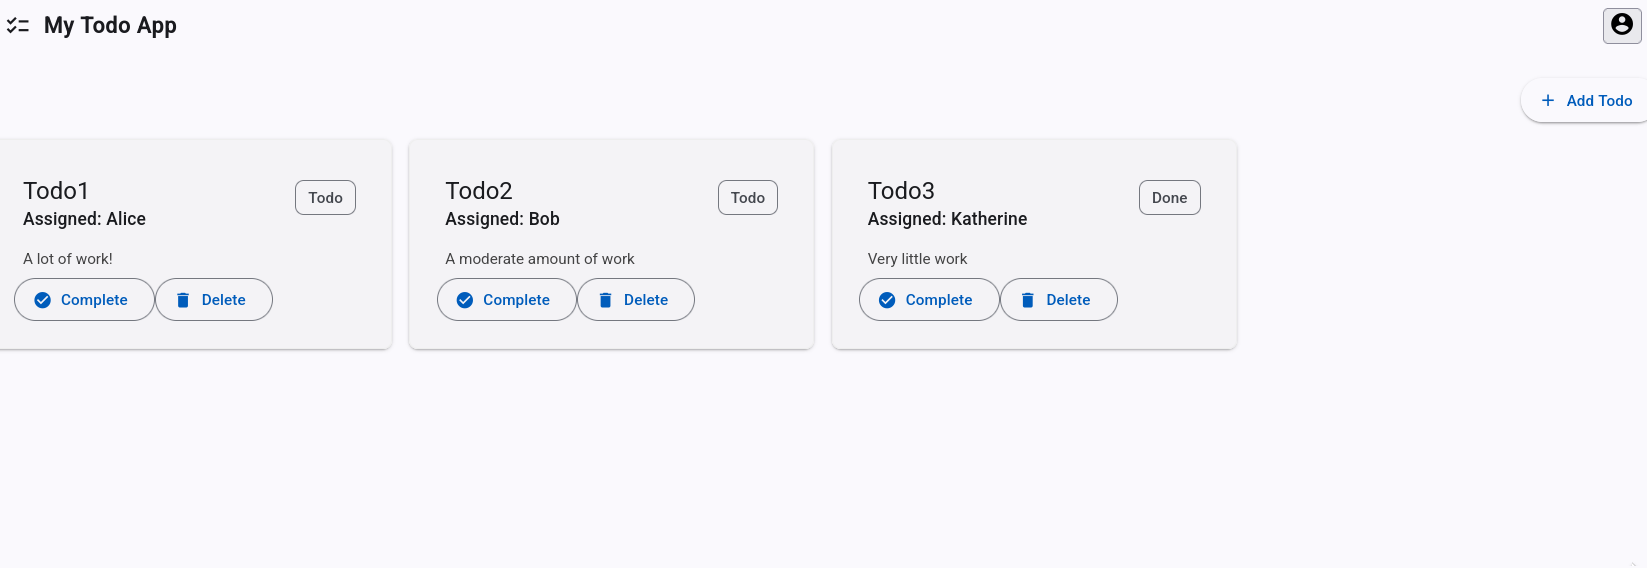 My Todo App
Add Todo
Todo1
Todo
Assigned: Alice
A lot of work!
Complete
Delete
Todo2
Todo
Assigned: Bob
A moderate amount of work
Complete
Delete
Todo3
Done
Assigned: Katherine
Very little work
Complete
Delete